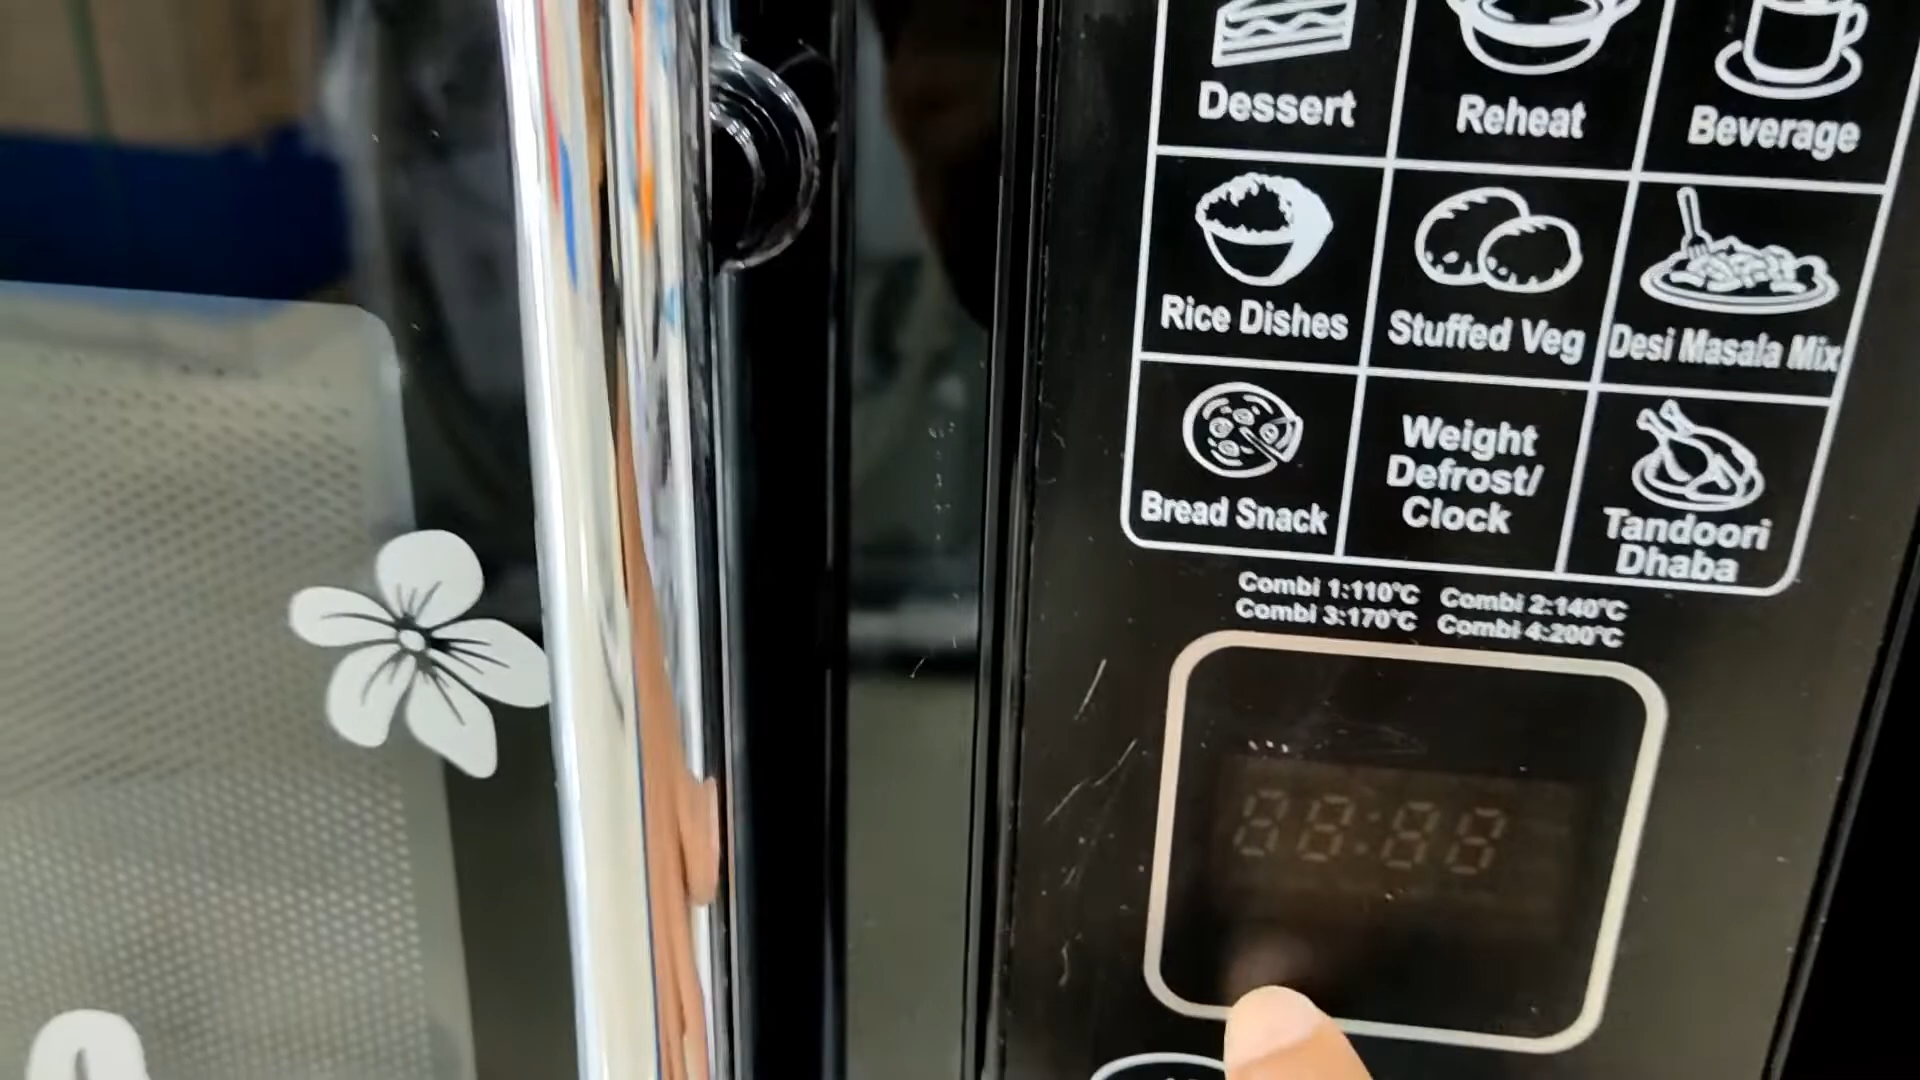 Dessert
Reheat
Beverage
Rice Dishes
Stuffed Veg
Desi Masala Mix
Bread Snack
Weight
Defrost/
Clock
Tandoori
Dhaba
Combi 1:110°C Combi 2:140°C
Combi 3:170°C Combi 4:200°C
88:88